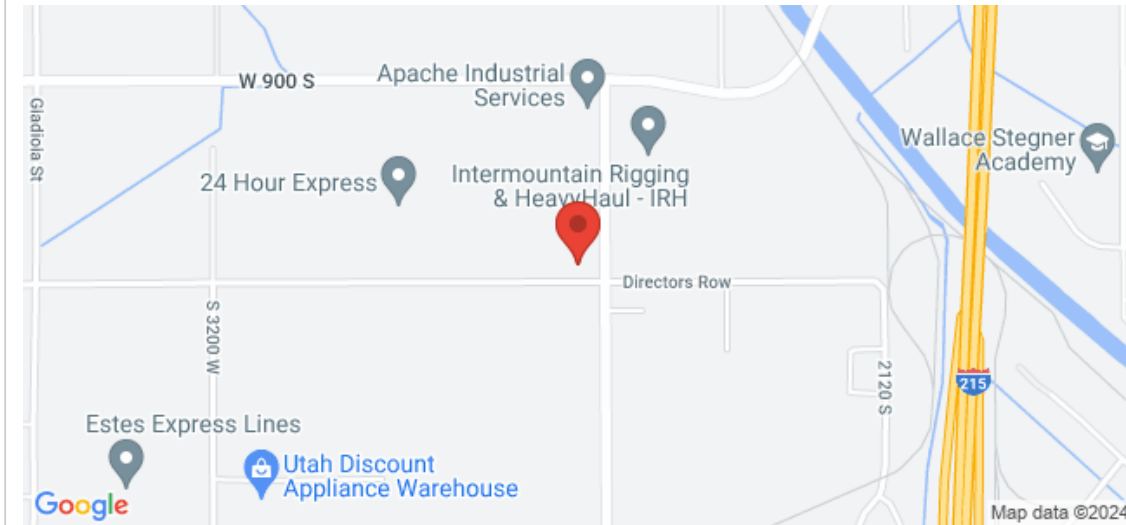 W 900 S
Apache Industrial
Services
Gladiola St
Wallace Stegner
Academy
24 Hour Express
Intermountain Rigging
& HeavyHaul - IRH
Directors Row
S 3200 W
2120 S
215
Estes Express Lines
Utah Discount
Appliance Warehouse
Google
Map data ©2024